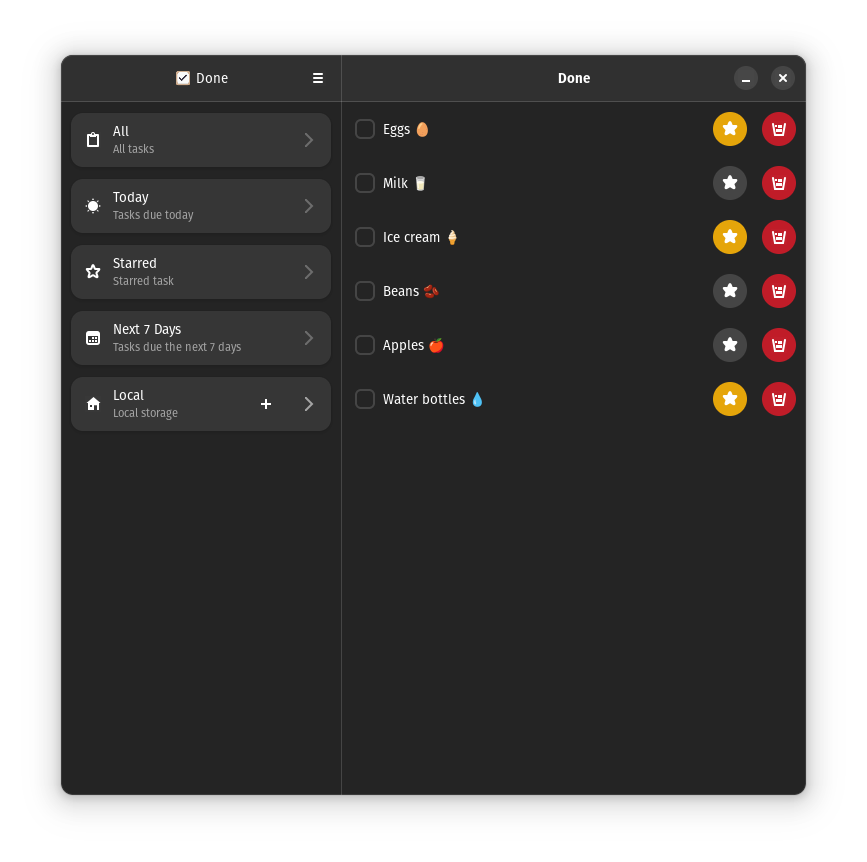 Done
Done
All
All tasks
Today
Tasks due today
Starred
Starred task
Next 7 Days
Tasks due the next 7 days
Local
Local storage
Eggs 🥚
Milk 🥛
Ice cream 🍦
Beans 🫘
Apples 🍎
Water bottles 💧